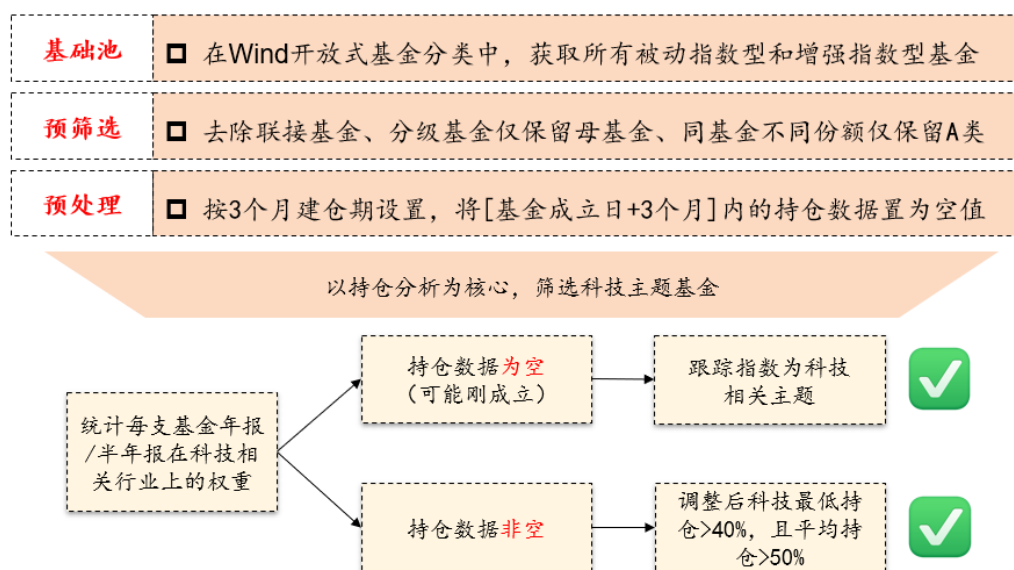 基础池
在Wind开放式基金分类中，获取所有被动指数型和增强指数型基金
预筛选
去除联接基金、分级基金仅保留母基金、同基金不同份额仅保留A类
预处理
按3个月建仓期设置，将[基金成立日+3个月]内的持仓数据置为空值
以持仓分析为核心，筛选科技主题基金
统计每支基金年报
/半年报在科技相
关行业上的权重
持仓数据为空
（可能刚成立）
跟踪指数为科技
相关主题
持仓数据非空
调整后科技最低持
仓>40%，且平均持
仓>50%